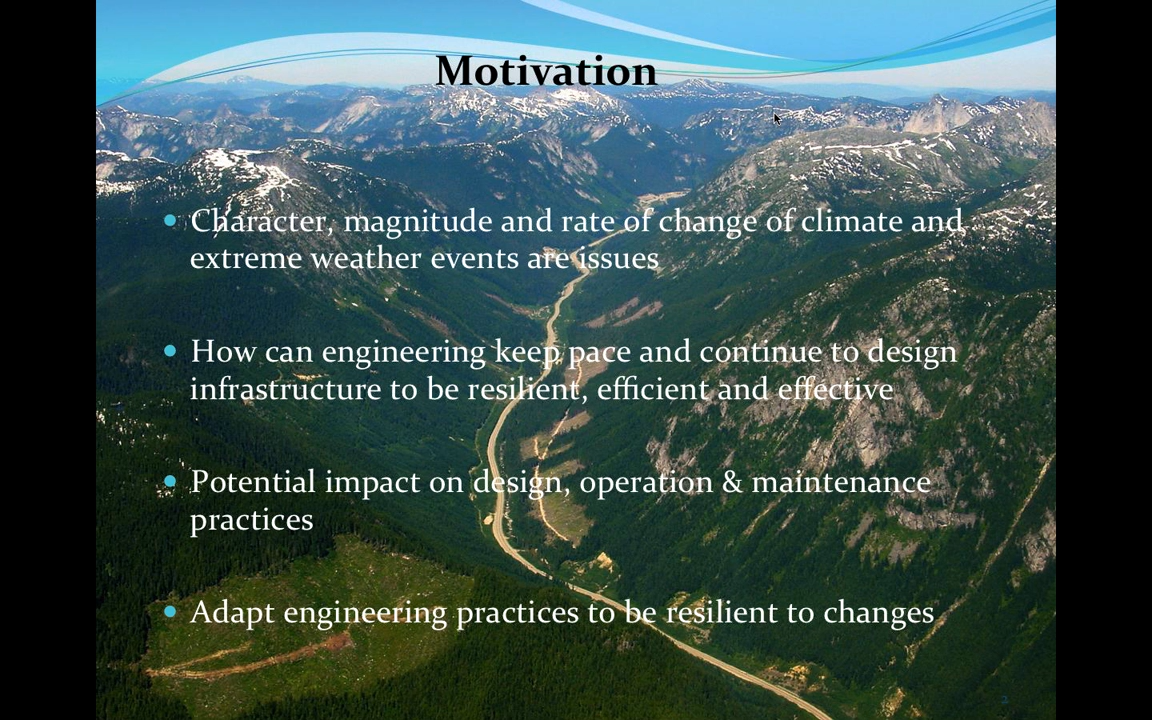 Motivation
• Character, magnitude and rate of change of climate and
extreme weather events are issues
• How can engineering keep pace and continue to design
infrastructure to be resilient, efficient and effective
• Potential impact on design, operation & maintenance
practices
• Adapt engineering practices to be resilient to changes
2